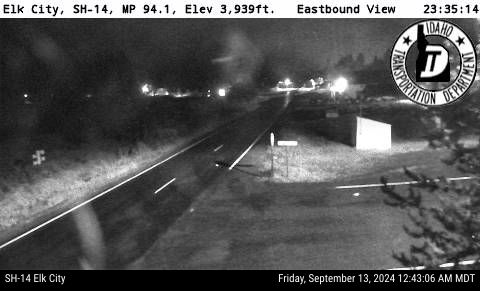 Elk City, SH-14, MP 94.1, Elev 3,939ft. Eastbound View 23:35:14
IDAHO
TRANSPORTATION DEPARTMENT
SH-14 Elk City Friday, September 13, 2024 12:43:06 AM MDT